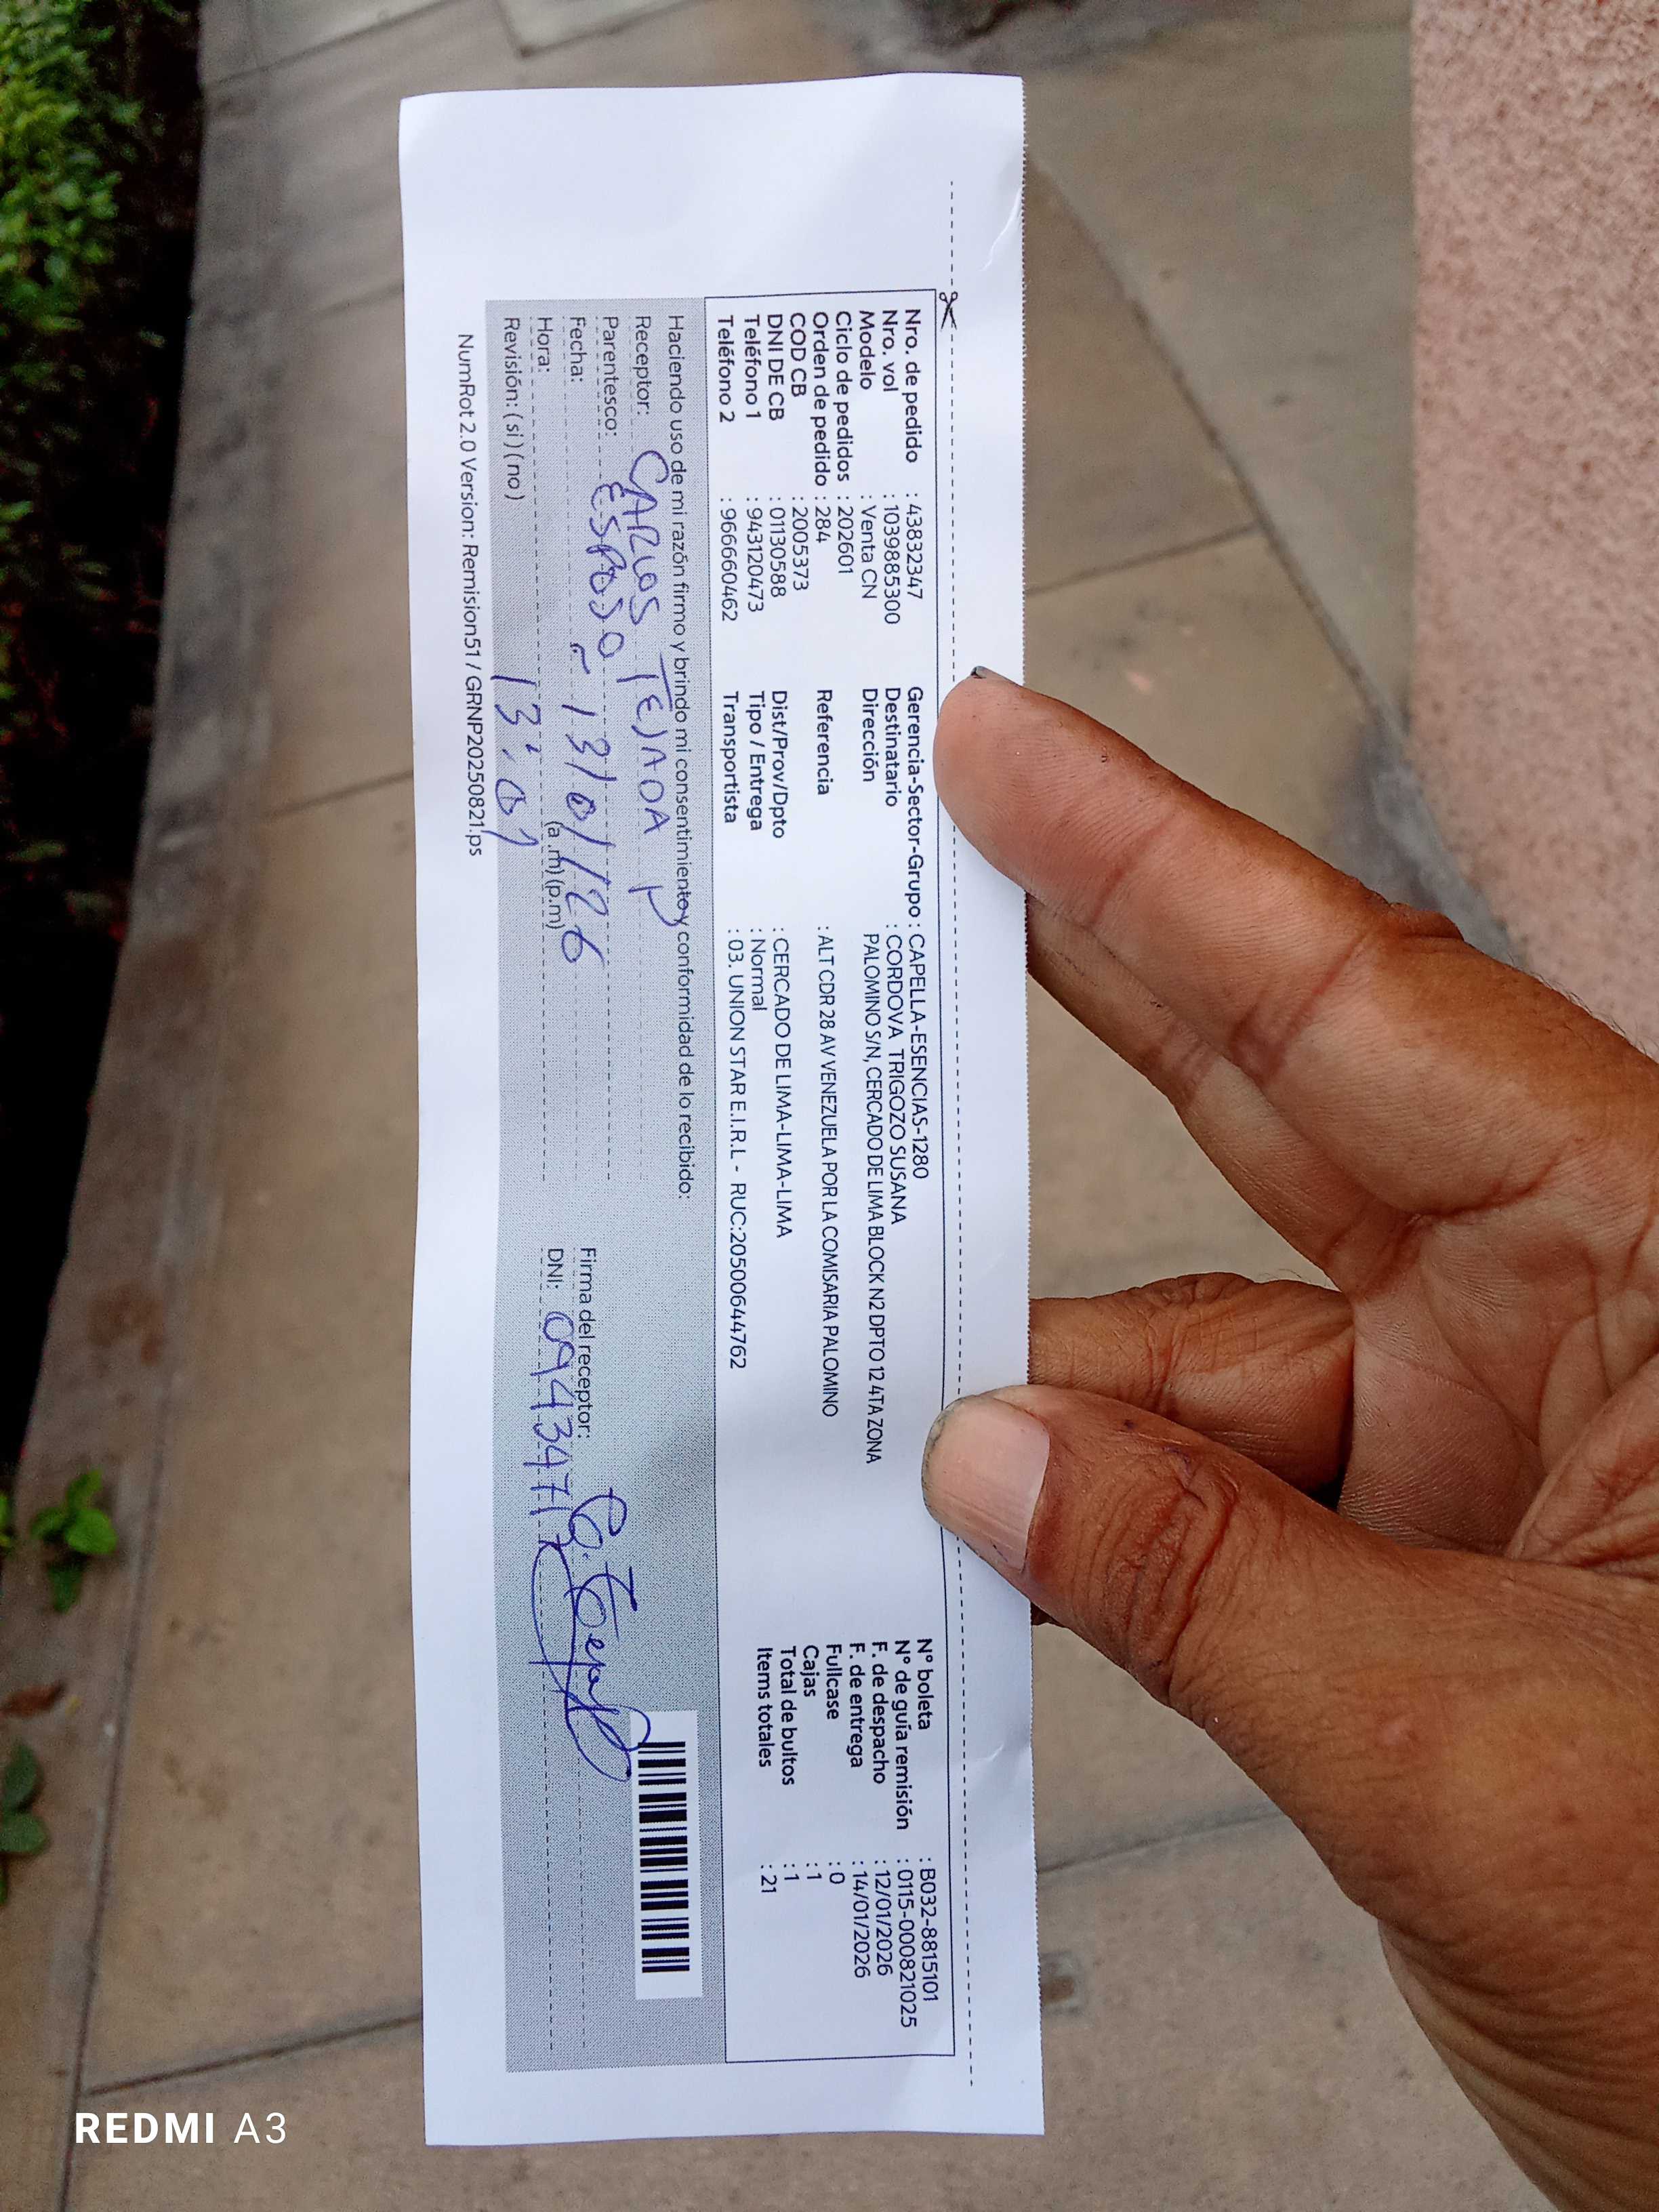 Nro. de pedido : 43832347
Nro. vol : 1039885300
Modelo : Venta CN
Ciclo de pedidos : 202601
Orden de pedido : 284
COD CB : 2005373
DNI DE CB : 01130588
Teléfono 1 : 943120473
Teléfono 2 : 966660462
Gerencia-Sector-Grupo : CAPELLA-ESENCIAS-1280
Destinatario : CORDOVA TRIGOZO SUSANA
Dirección PALOMINO S/N, CERCADO DE LIMA BLOCK N2 DPTO 12 4TA ZONA
Referencia : ALT CDR 28 AV VENEZUELA POR LA COMISARIA PALOMINO
Dist/Prov/Dpto : CERCADO DE LIMA-LIMA-LIMA
Tipo / Entrega : Normal
Transportista : 03. UNION STAR E.I.R.L - RUC:20500644762
N° boleta : B032-8815101
N° de guía remisión : 0115-000821025
F. de despacho : 12/01/2026
F. de entrega : 14/01/2026
Fullcase : 0
Cajas : 1
Total de bultos : 1
Items totales : 21
Haciendo uso de mi razón firmo y brindo mi consentimiento y conformidad de lo recibido:
Receptor: CARLOS TEJADA
Parentesco: ESPOSO
Fecha: 13/01/26
Hora: 13:01 (a.m) (p.m)
Revisión: ( si ) ( no )
Firma del receptor:
DNI:
NumRot 2.0 Version: Remision51 / GRNP20250821.ps
REDMI A3